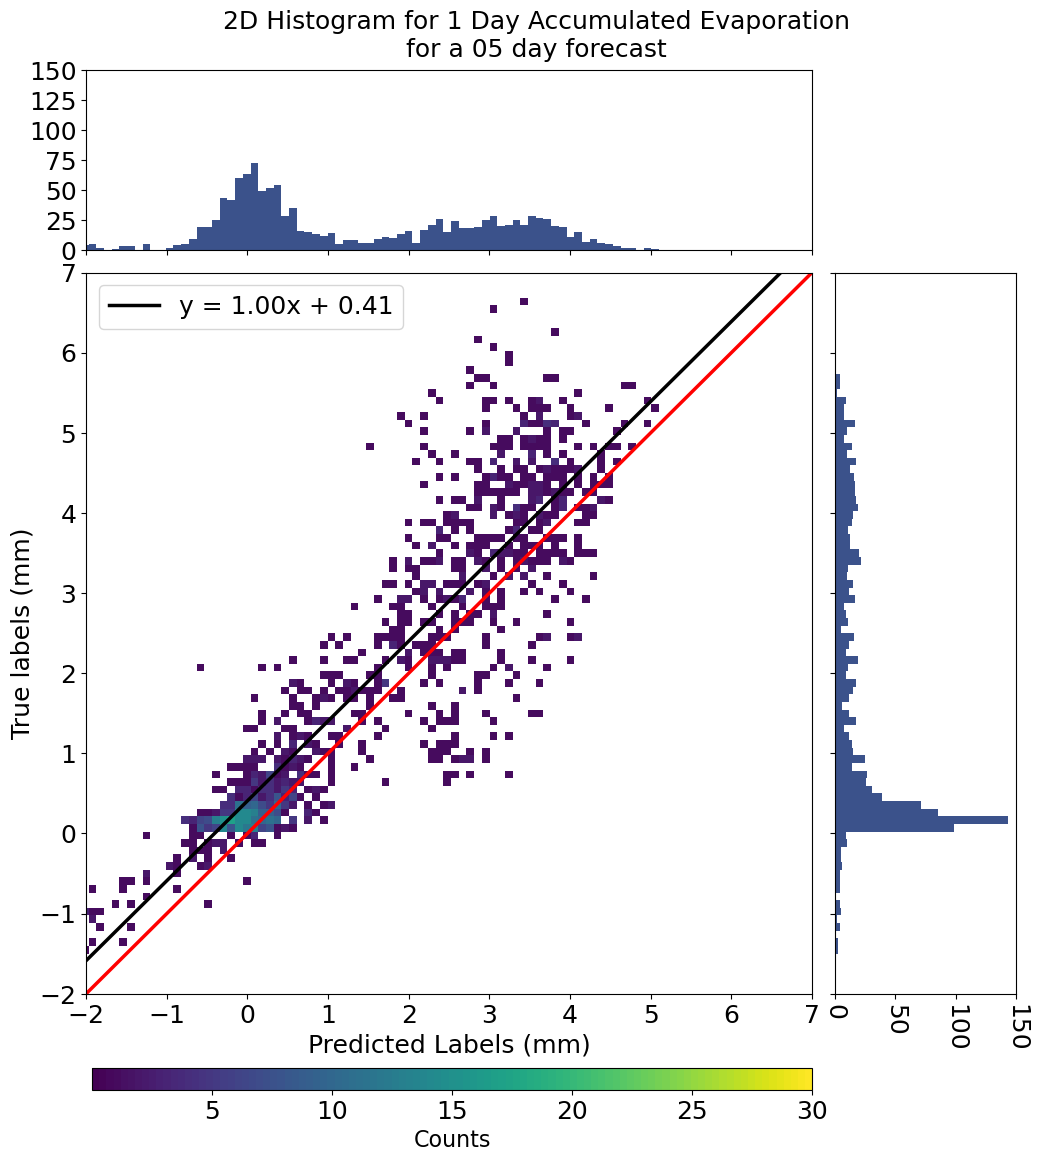 2D Histogram for 1 Day Accumulated Evaporation
for a 05 day forecast
150
125
100
75
50
25
0
7
6
5
4
3
2
1
0
−1
−2
True labels (mm)
y = 1.00x + 0.41
−2 −1 0 1 2 3 4 5 6 7
Predicted Labels (mm)
0 50 100 150
5 10 15 20 25 30
Counts